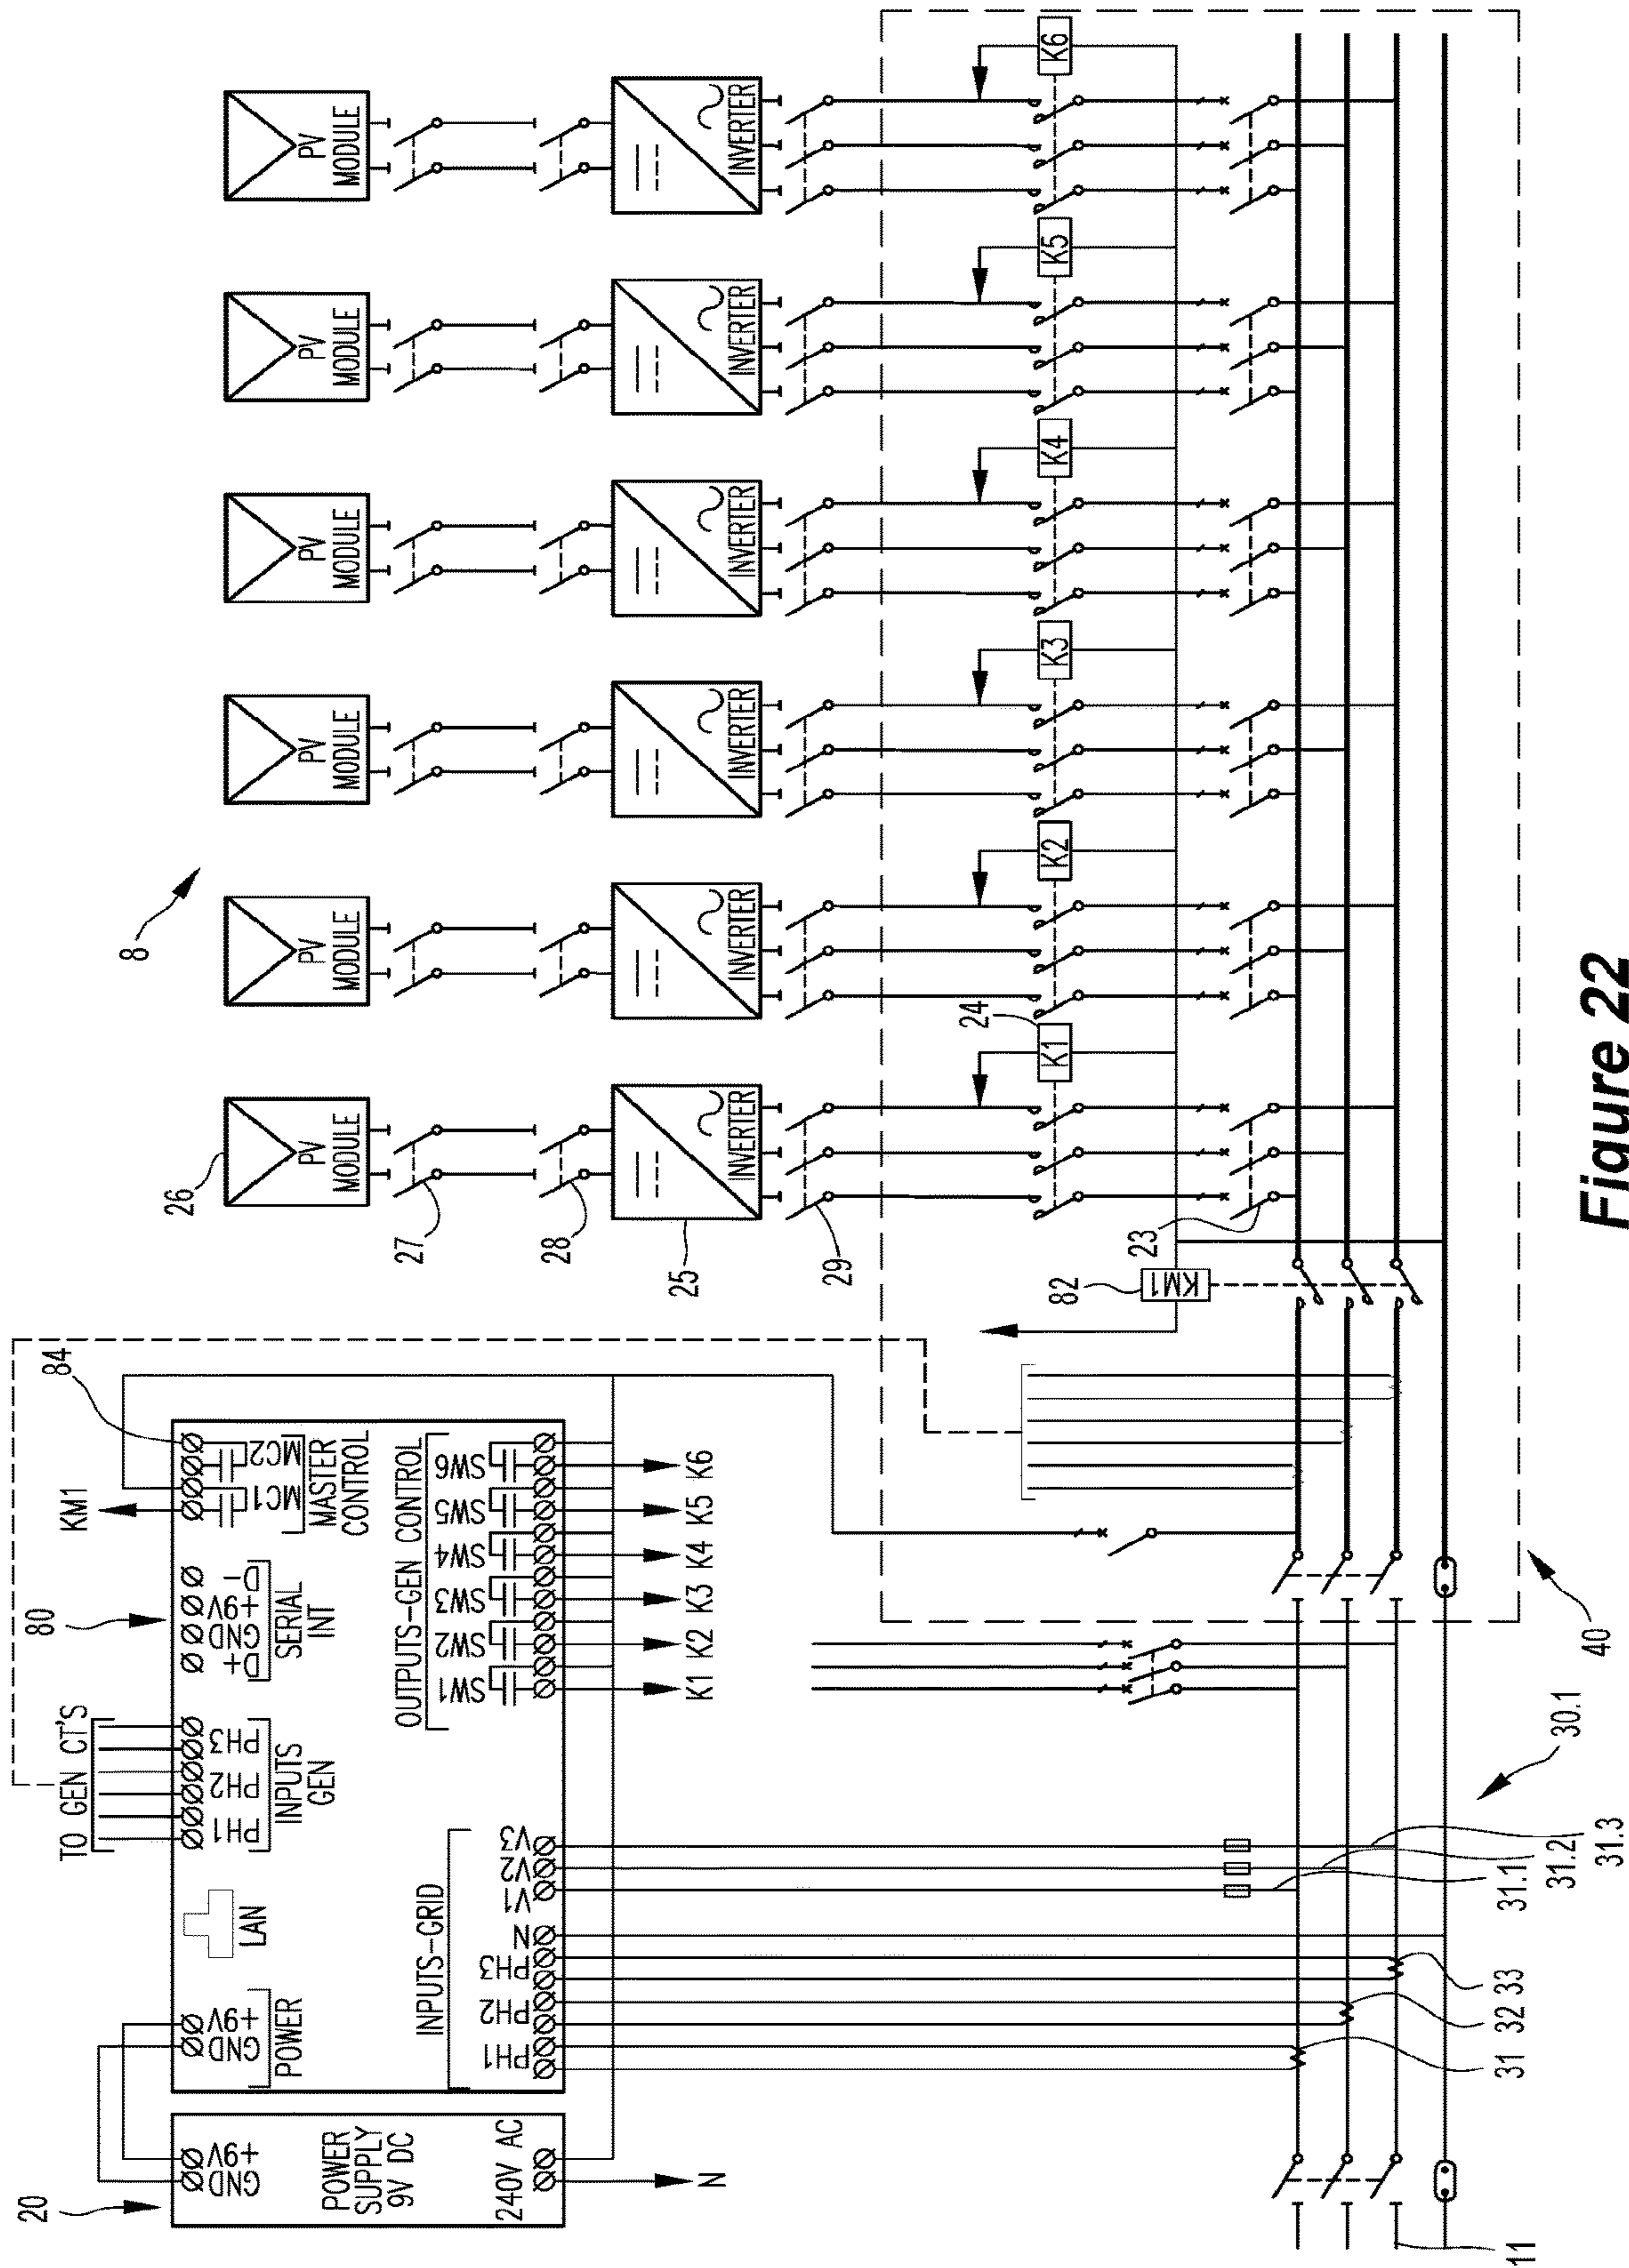 8
26
27
28
25
29
24
23
82
PV
MODULE
PV
MODULE
PV
MODULE
PV
MODULE
PV
MODULE
PV
MODULE
INVERTER
INVERTER
INVERTER
INVERTER
INVERTER
INVERTER
K1
K2
K3
K4
K5
K6
KM1
20
GND
+9V
POWER
SUPPLY
9V DC
240V AC
N
80
84
GND
+9V
POWER
LAN
TO GEN CT'S
PH1
PH2
PH3
INPUTS
GEN
D+
GND
+9V
D-
SERIAL
INT
KM1
MC1
MC2
MASTER
CONTROL
INPUTS-GRID
PH1
PH2
PH3
N
V1
V2
V3
OUTPUTS-GEN CONTROL
SW1
SW2
SW3
SW4
SW5
SW6
K1
K2
K3
K4
K5
K6
11
31
32
33
31.1
31.2
31.3
30.1
40
Figure 22